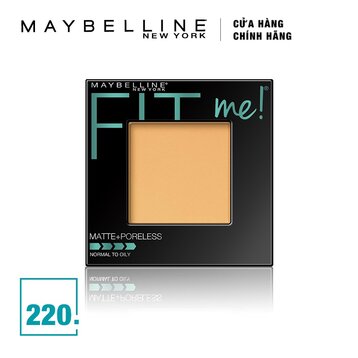 MAYBELLINE
NEW YORK
CỬA HÀNG
CHÍNH HÃNG
MAYBELLINE
NEW YORK
FIT me!®
MATTE+PORELESS
NORMAL TO OILY
220.